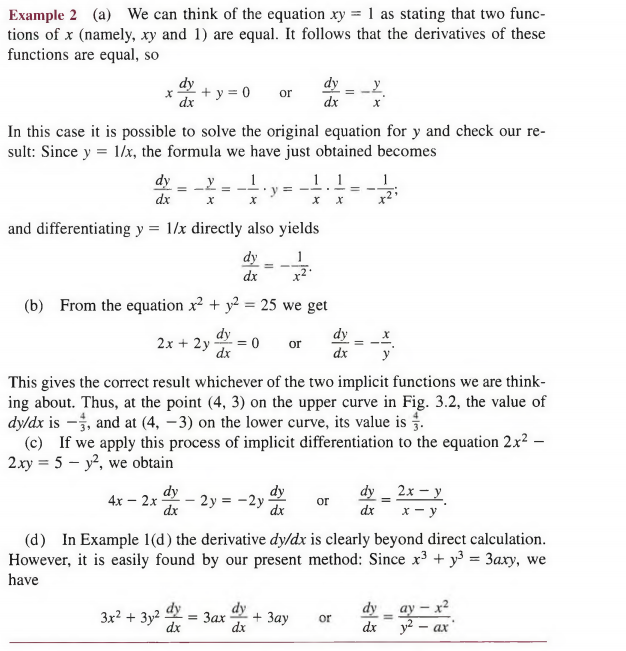 Example 2 (a) We can think of the equation xy = 1 as stating that two func-
tions of x (namely, xy and 1) are equal. It follows that the derivatives of these
functions are equal, so
x dy/dx + y = 0 or dy/dx = −y/x.
In this case it is possible to solve the original equation for y and check our re-
sult: Since y = 1/x, the formula we have just obtained becomes
dy/dx = −y/x = −1/x · y = −1/x · 1/x = −1/x²;
and differentiating y = 1/x directly also yields
dy/dx = −1/x².
(b) From the equation x² + y² = 25 we get
2x + 2y dy/dx = 0 or dy/dx = −x/y.
This gives the correct result whichever of the two implicit functions we are think-
ing about. Thus, at the point (4, 3) on the upper curve in Fig. 3.2, the value of
dy/dx is −4/3, and at (4, −3) on the lower curve, its value is 4/3.
(c) If we apply this process of implicit differentiation to the equation 2x² −
2xy = 5 − y², we obtain
4x − 2x dy/dx − 2y = −2y dy/dx or dy/dx = (2x − y)/(x − y).
(d) In Example 1(d) the derivative dy/dx is clearly beyond direct calculation.
However, it is easily found by our present method: Since x³ + y³ = 3axy, we
have
3x² + 3y² dy/dx = 3ax dy/dx + 3ay or dy/dx = (ay − x²)/(y² − ax).